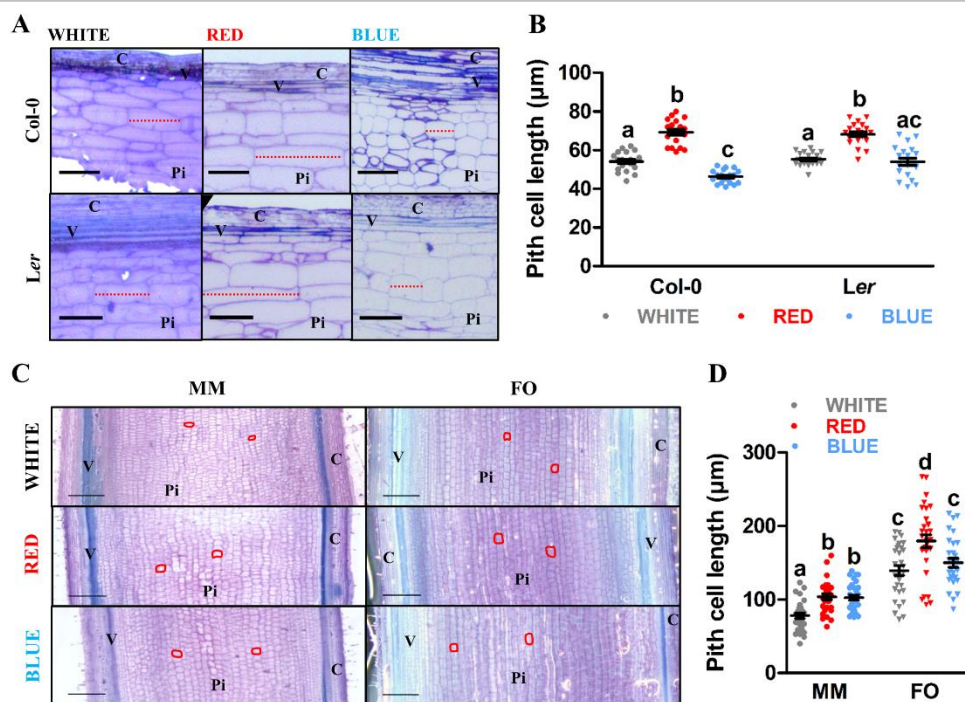 A
WHITE RED BLUE
Col-0
C V Pi
C V Pi
C V Pi
Ler
C V Pi
C V Pi
C V Pi
B
Pith cell length (μm)
100
80
60
40
20
0
a b c a b ac
Col-0 Ler
WHITE RED BLUE
C
MM FO
WHITE
V Pi C
V Pi C
RED
V Pi C
C Pi V
BLUE
V Pi C
V Pi C
D
WHITE
RED
BLUE
Pith cell length (μm)
300
200
100
0
a b b c d c
MM FO